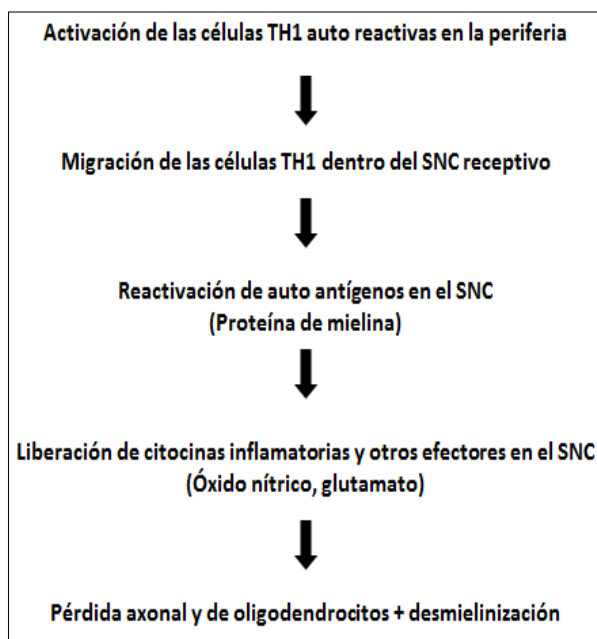 Activación de las células TH1 auto reactivas en la periferia
Migración de las células TH1 dentro del SNC receptivo
Reactivación de auto antígenos en el SNC
(Proteína de mielina)
Liberación de citocinas inflamatorias y otros efectores en el SNC
(Óxido nítrico, glutamato)
Pérdida axonal y de oligodendrocitos + desmielinización